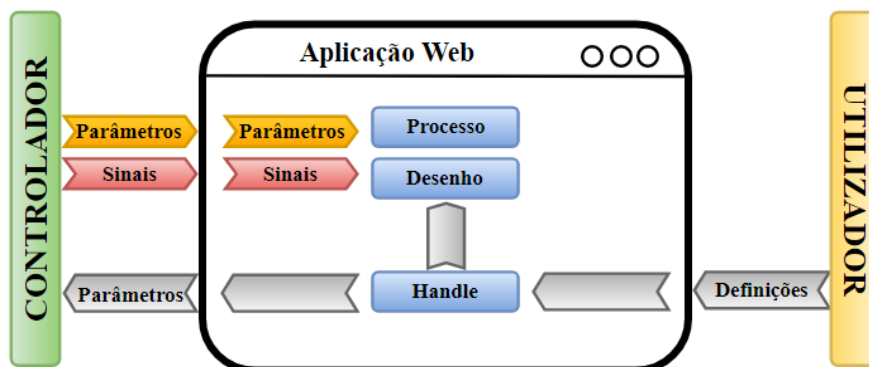 CONTROLADOR
Aplicação Web
UTILIZADOR
Parâmetros
Parâmetros
Processo
Sinais
Sinais
Desenho
Parâmetros
Handle
Definições